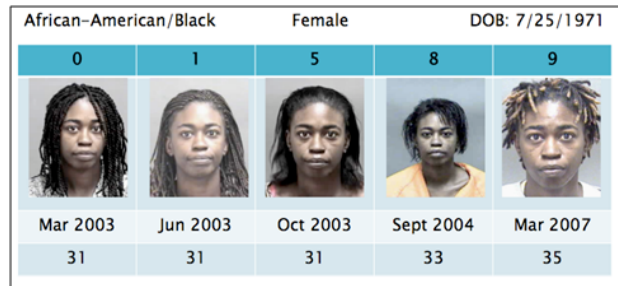 African-American/Black Female DOB: 7/25/1971
0 1 5 8 9
Mar 2003 Jun 2003 Oct 2003 Sept 2004 Mar 2007
31 31 31 33 35